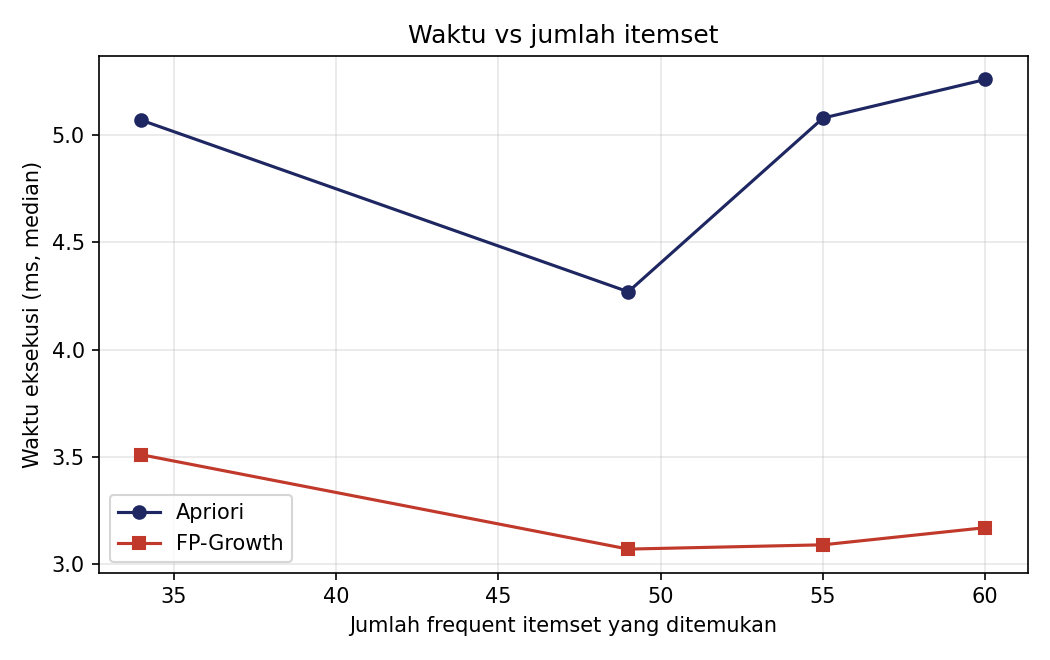 Waktu vs jumlah itemset
Waktu eksekusi (ms, median)
5.0
4.5
4.0
3.5
3.0
Apriori
FP-Growth
35 40 45 50 55 60
Jumlah frequent itemset yang ditemukan